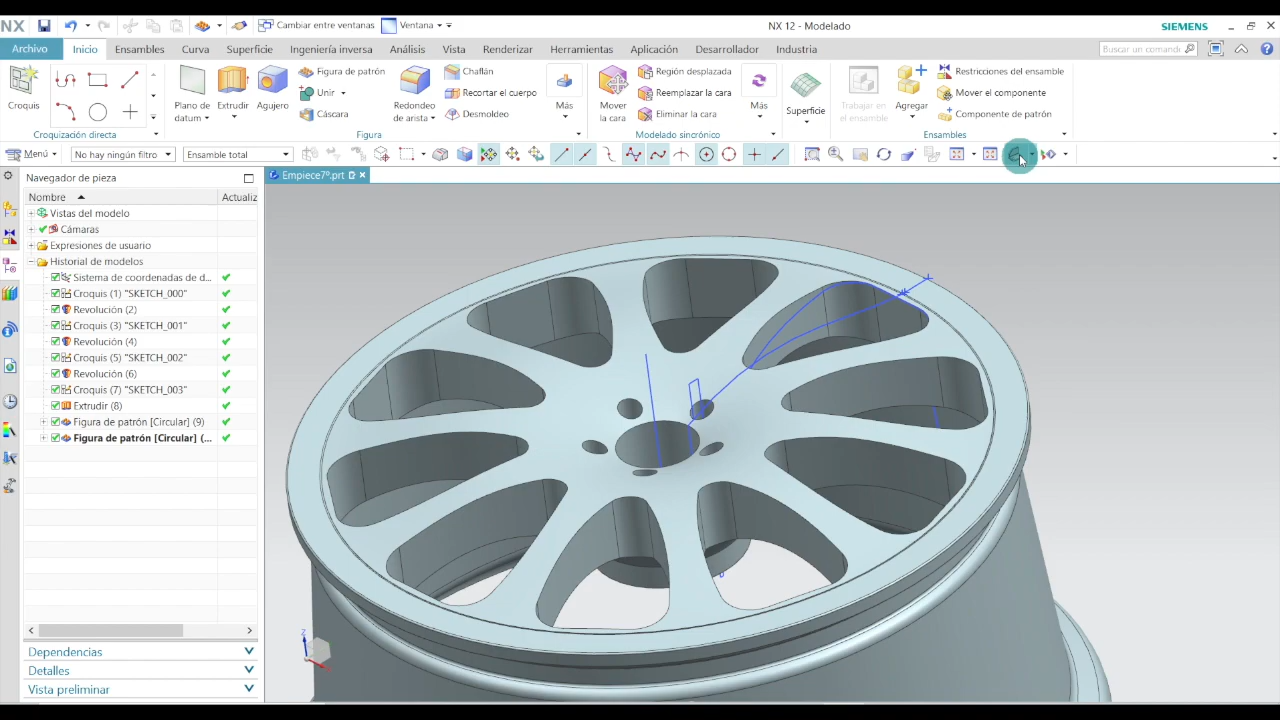 NX
Cambiar entre ventanas
Ventana
NX 12 - Modelado
SIEMENS
Archivo
Inicio
Ensambles
Curva
Superficie
Ingeniería inversa
Análisis
Vista
Renderizar
Herramientas
Aplicación
Desarrollador
Industria
Buscar un comando
Croquis
Croquización directa
Plano de datum
Extrudir
Agujero
Figura de patrón
Unir
Cáscara
Redondeo de arista
Chaflán
Recortar el cuerpo
Desmoldeo
Más
Figura
Mover la cara
Región desplazada
Reemplazar la cara
Eliminar la cara
Más
Modelado sincrónico
Superficie
Trabajar en el ensamble
Agregar
Restricciones del ensamble
Mover el componente
Componente de patrón
Ensambles
Menú
No hay ningún filtro
Ensamble total
Navegador de pieza
Empiece7º.prt
Nombre
Actualiz
Vistas del modelo
Cámaras
Expresiones de usuario
Historial de modelos
Sistema de coordenadas de d...
Croquis (1) "SKETCH_000"
Revolución (2)
Croquis (3) "SKETCH_001"
Revolución (4)
Croquis (5) "SKETCH_002"
Revolución (6)
Croquis (7) "SKETCH_003"
Extrudir (8)
Figura de patrón [Circular] (9)
Figura de patrón [Circular] (...
Dependencias
Detalles
Vista preliminar
Z